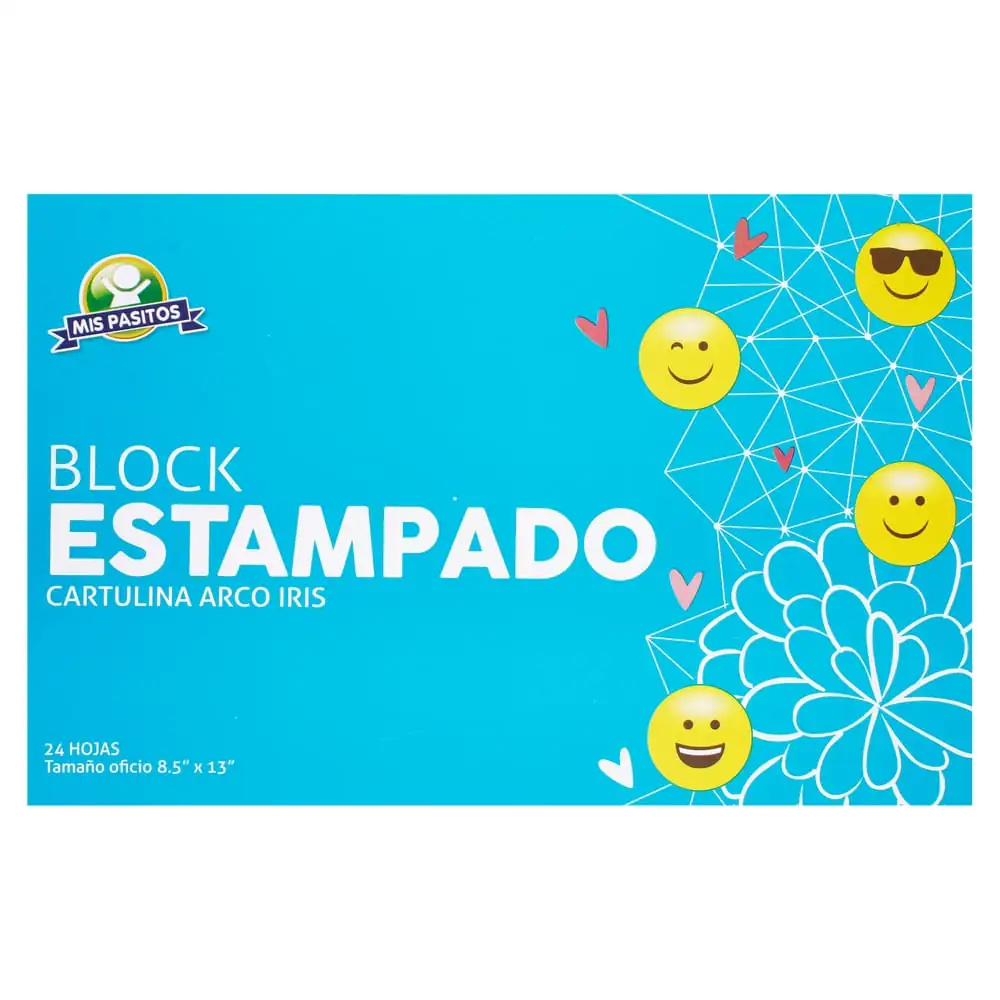 MIS PASITOS
BLOCK
ESTAMPADO
CARTULINA ARCO IRIS
24 HOJAS
Tamaño oficio 8.5” x 13”